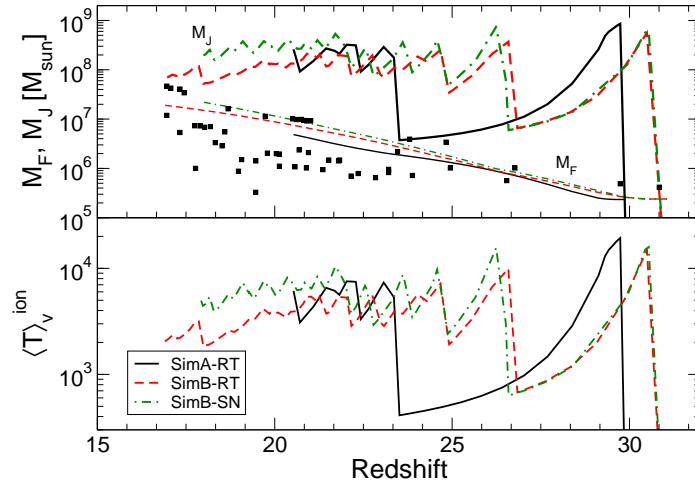 10^9
10^8
10^7
10^6
10^5
M_F, M_J [M_sun]
M_J
M_F
10^4
10^3
⟨T⟩_v^ion
SimA-RT
SimB-RT
SimB-SN
15 20 25 30
Redshift